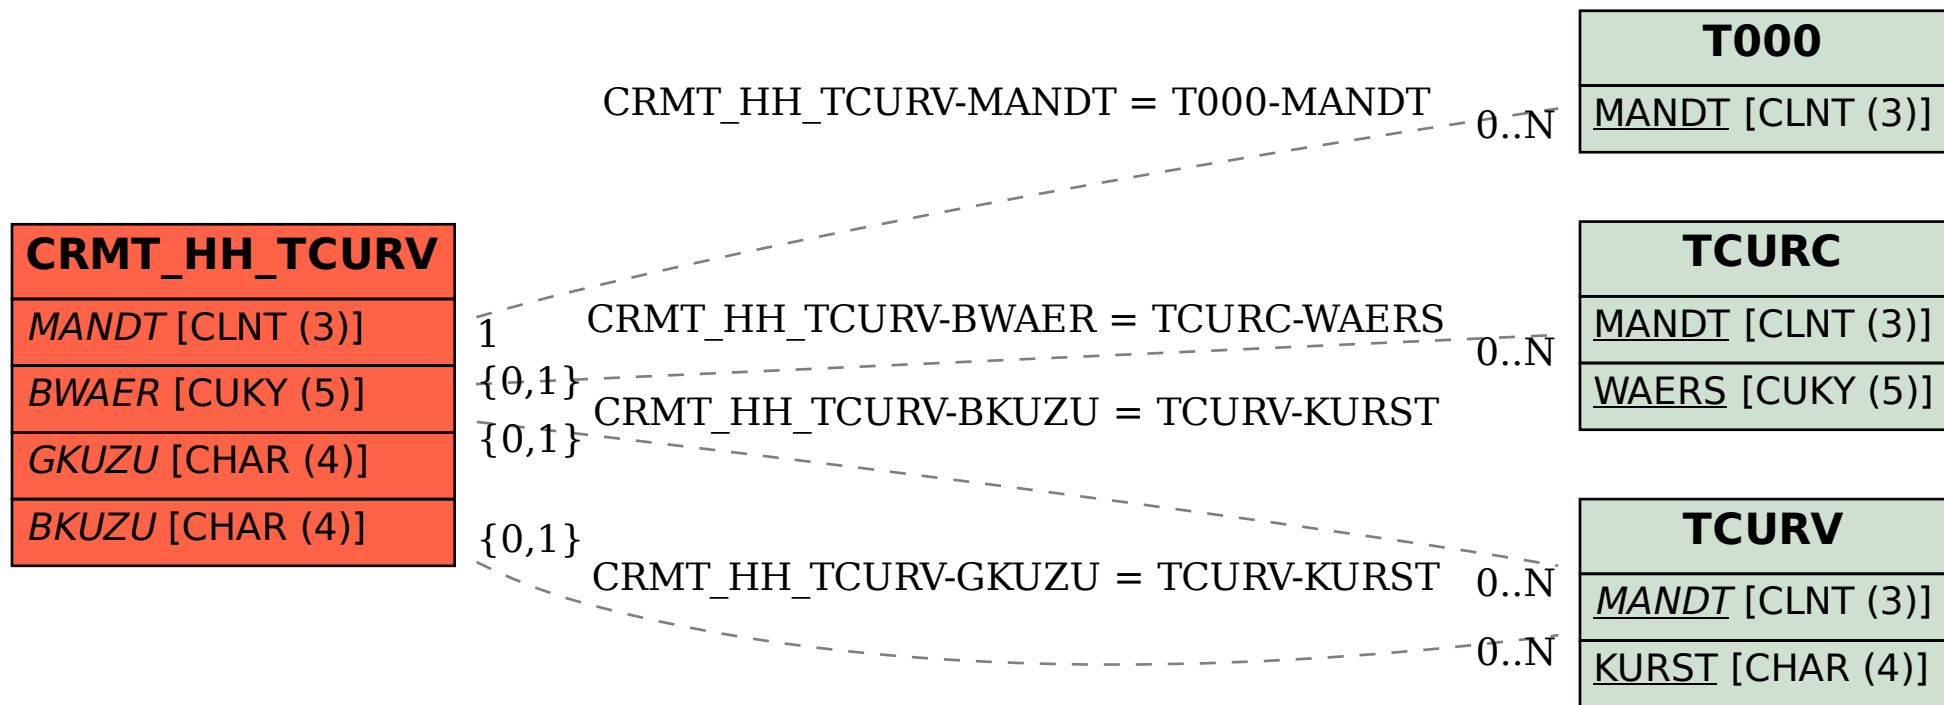 T000
MANDT [CLNT (3)]
CRMT_HH_TCURV-MANDT = T000-MANDT
0..N
CRMT_HH_TCURV
MANDT [CLNT (3)]
BWAER [CUKY (5)]
GKUZU [CHAR (4)]
BKUZU [CHAR (4)]
1
{0,1}
{0,1}
{0,1}
CRMT_HH_TCURV-BWAER = TCURC-WAERS
0..N
CRMT_HH_TCURV-BKUZU = TCURV-KURST
0..N
CRMT_HH_TCURV-GKUZU = TCURV-KURST
0..N
TCURC
MANDT [CLNT (3)]
WAERS [CUKY (5)]
TCURV
MANDT [CLNT (3)]
KURST [CHAR (4)]